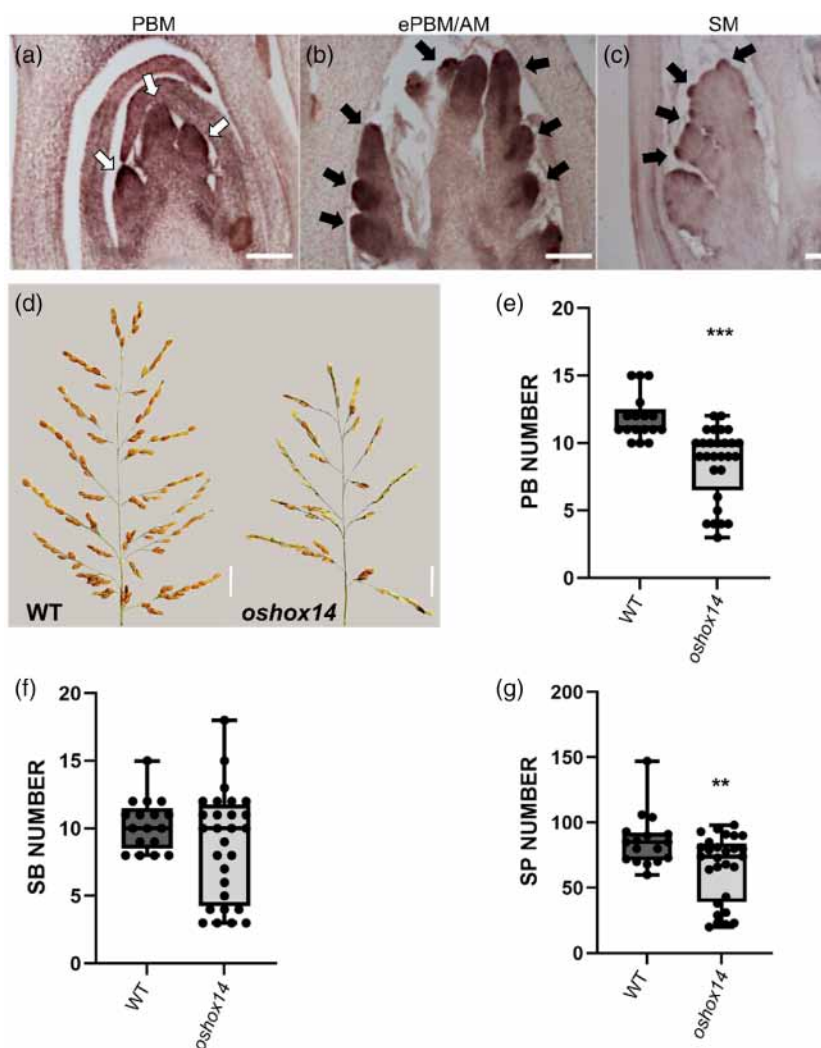 PBM
ePBM/AM
SM
(a)
(b)
(c)
(d)
WT
oshox14
(e)
20
15
10
5
0
PB NUMBER
***
WT
oshox14
(f)
20
15
10
5
0
SB NUMBER
WT
oshox14
(g)
200
150
100
50
0
SP NUMBER
**
WT
oshox14